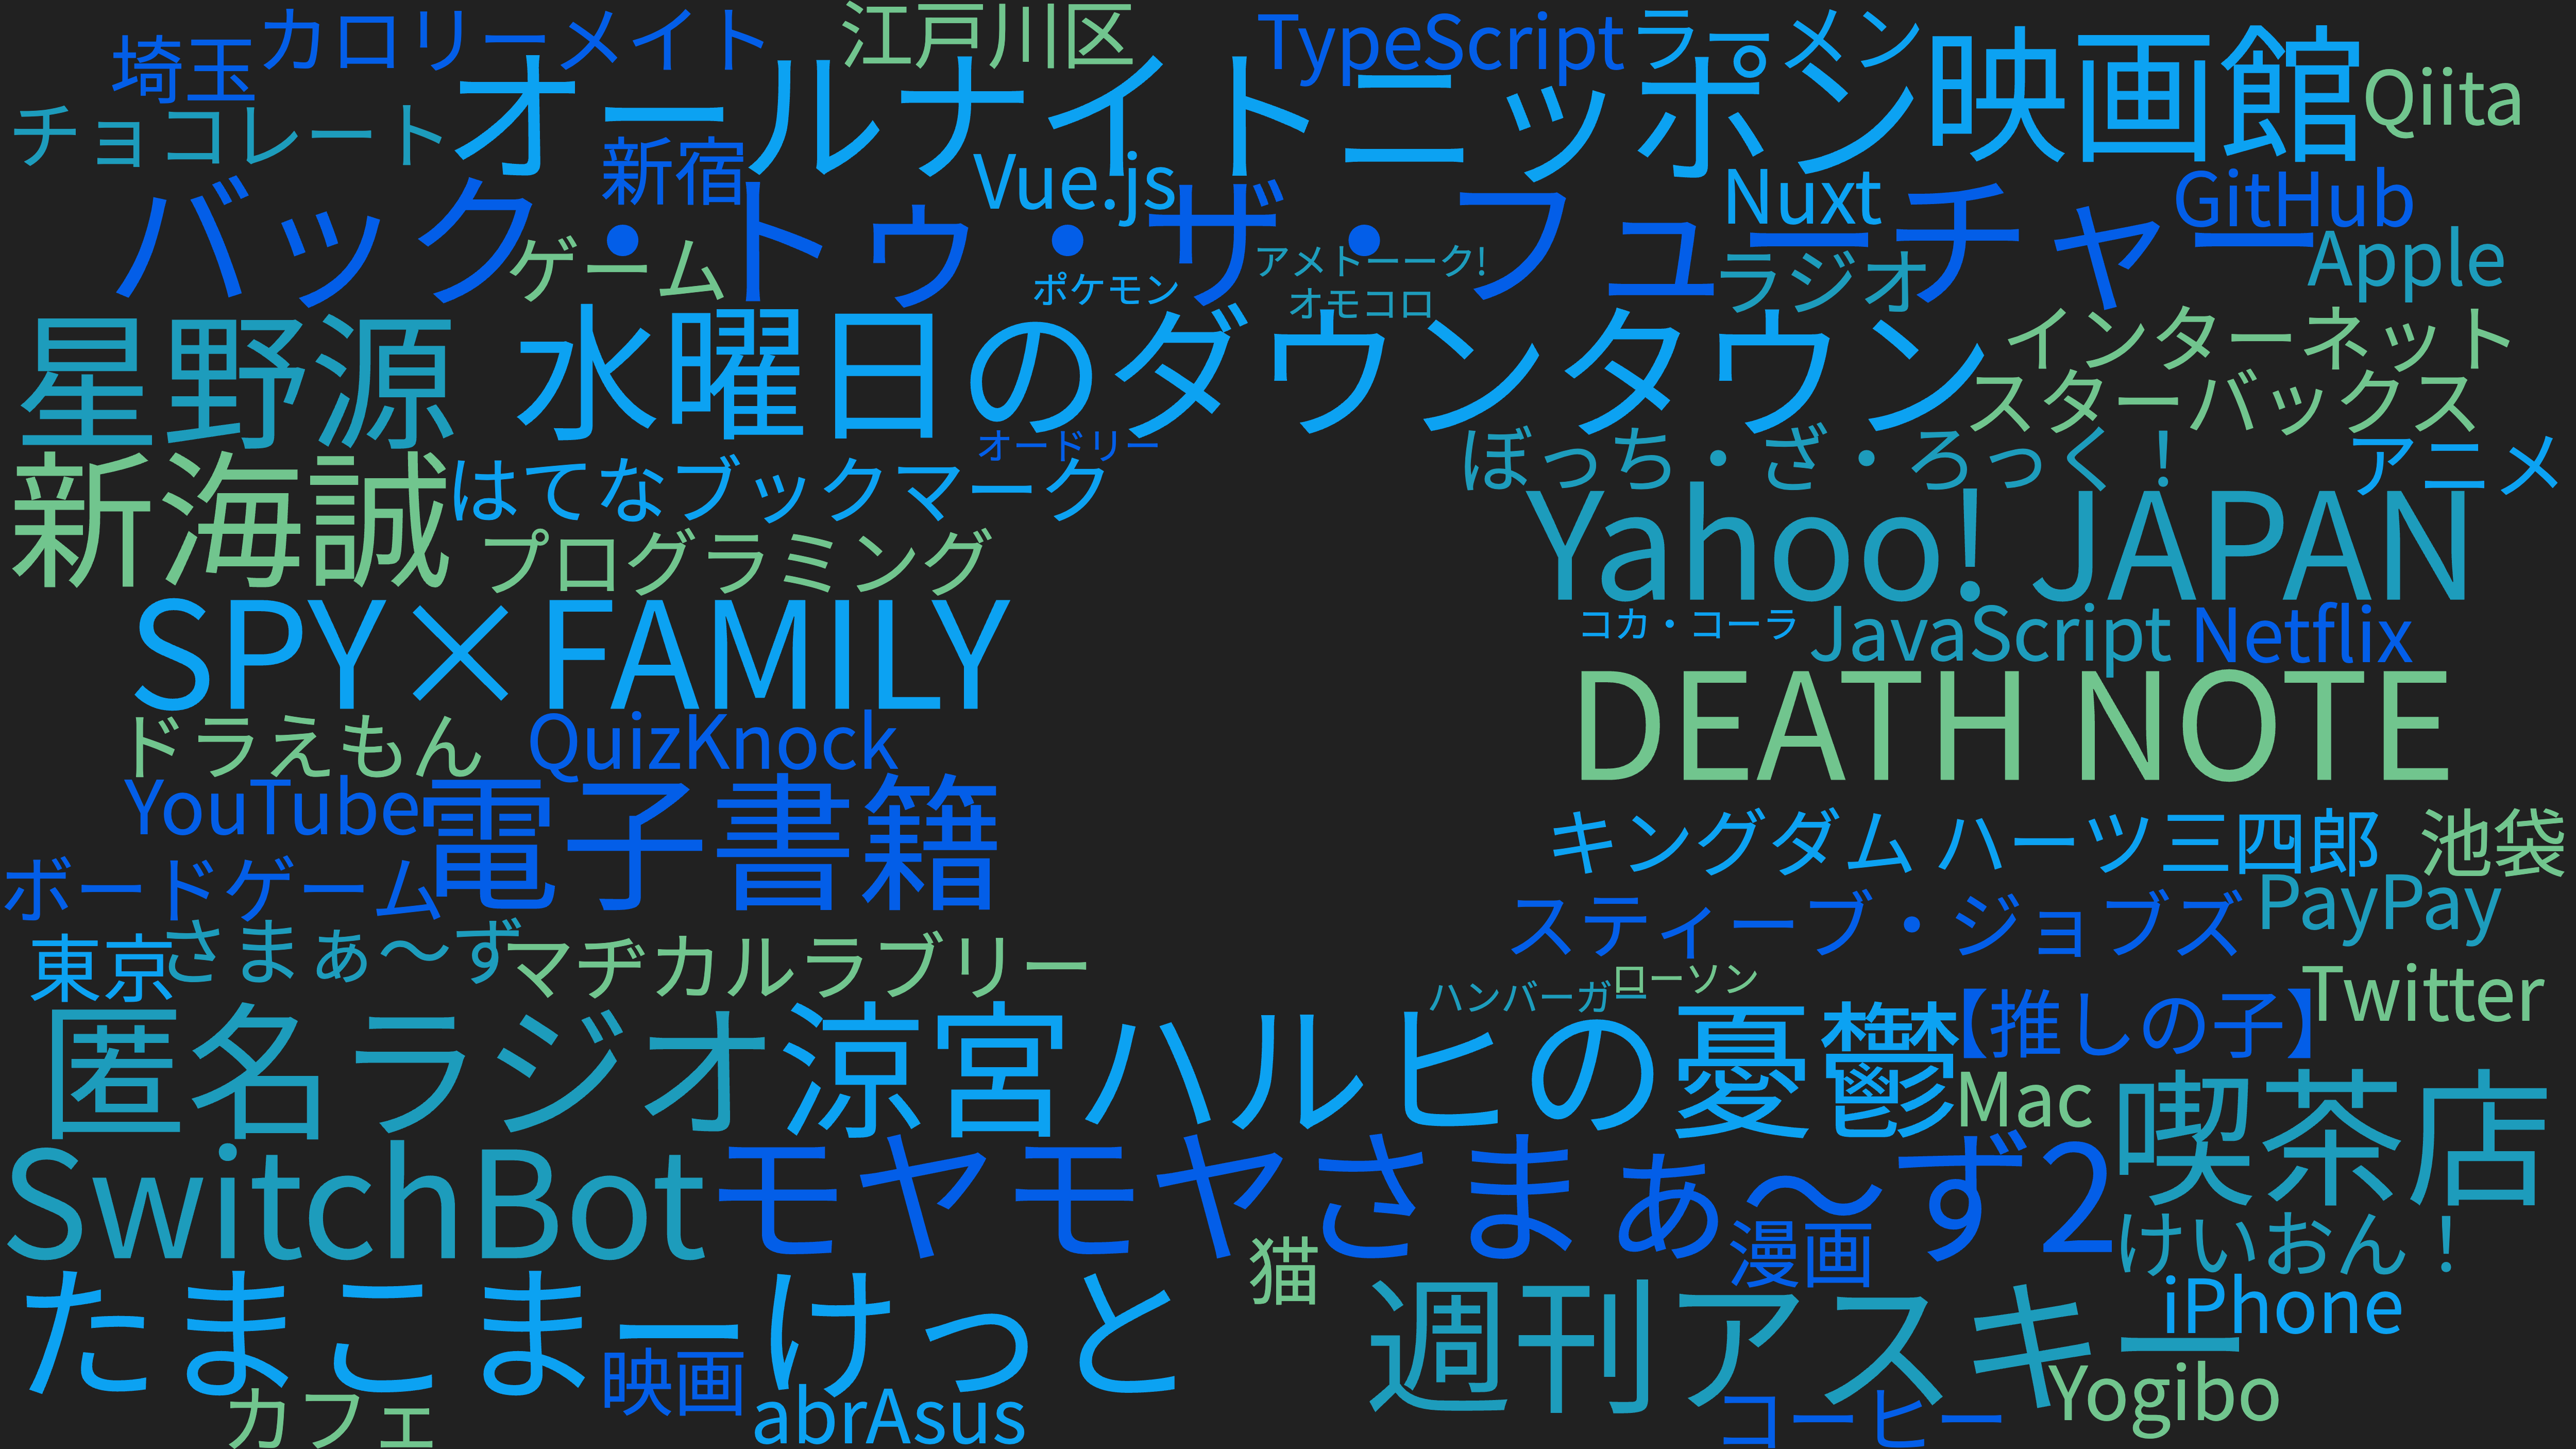 カロリーメイト
江戸川区
TypeScript
ラーメン
埼玉
オールナイトニッポン
映画館
Qiita
チョコレート
新宿
Vue.js
Nuxt
GitHub
バック・トゥ・ザ・フューチャー
Apple
ゲーム
ポケモン
アメトーーク!
オモコロ
ラジオ
星野源
水曜日のダウンタウン
インターネット
スターバックス
オードリー
ぼっち・ざ・ろっく！
アニメ
新海誠
はてなブックマーク
Yahoo! JAPAN
プログラミング
SPY×FAMILY
コカ・コーラ
JavaScript
Netflix
DEATH NOTE
ドラえもん
QuizKnock
YouTube
電子書籍
キングダム ハーツ
三四郎
池袋
ボードゲーム
スティーブ・ジョブズ
PayPay
東京
さまぁ～ず
マヂカルラブリー
ハンバーガー
ローソン
Twitter
匿名ラジオ
涼宮ハルヒの憂鬱
【推しの子】
Mac
喫茶店
SwitchBot
モヤモヤさまぁ～ず2
漫画
けいおん！
猫
たまこまーけっと
週刊アスキー
iPhone
カフェ
映画
abrAsus
コーヒー
Yogibo